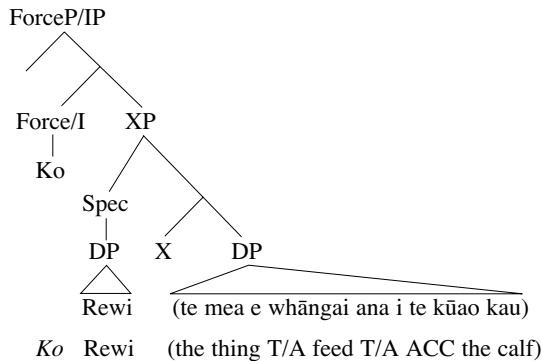 ForceP/IP
Force/I XP
Ko
Spec
DP X DP
Rewi (te mea e whāngai ana i te kūao kau)
Ko Rewi (the thing T/A feed T/A ACC the calf)